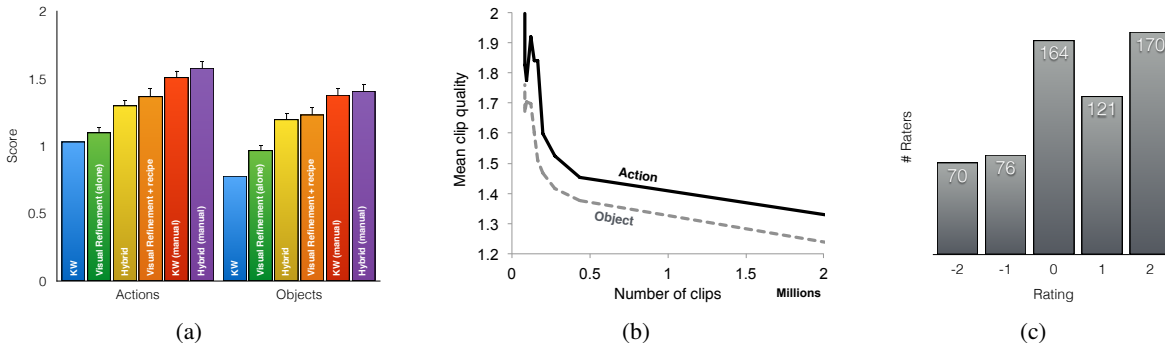 2
1.5
1
0.5
0
Score
KW
Visual Refinement (alone)
Hybrid
Visual Refinement + recipe
KW (manual)
Hybrid (manual)
KW
Visual Refinement (alone)
Hybrid
Visual Refinement + recipe
KW (manual)
Hybrid (manual)
Actions
Objects
(a)
2
1.9
1.8
1.7
1.6
1.5
1.4
1.3
1.2
Mean clip quality
Action
Object
0 0.5 1 1.5 2
Number of clips
Millions
(b)
# Raters
70
76
164
121
170
-2 -1 0 1 2
Rating
(c)